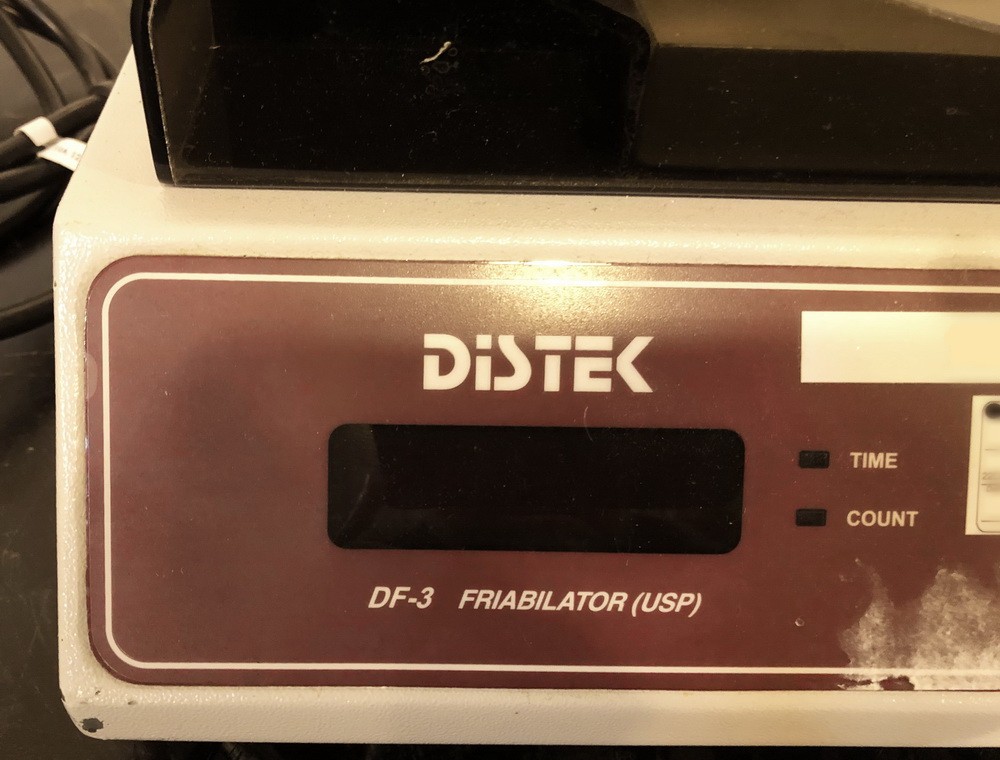 DiSTEK
TIME
COUNT
DF-3 FRIABILATOR (USP)